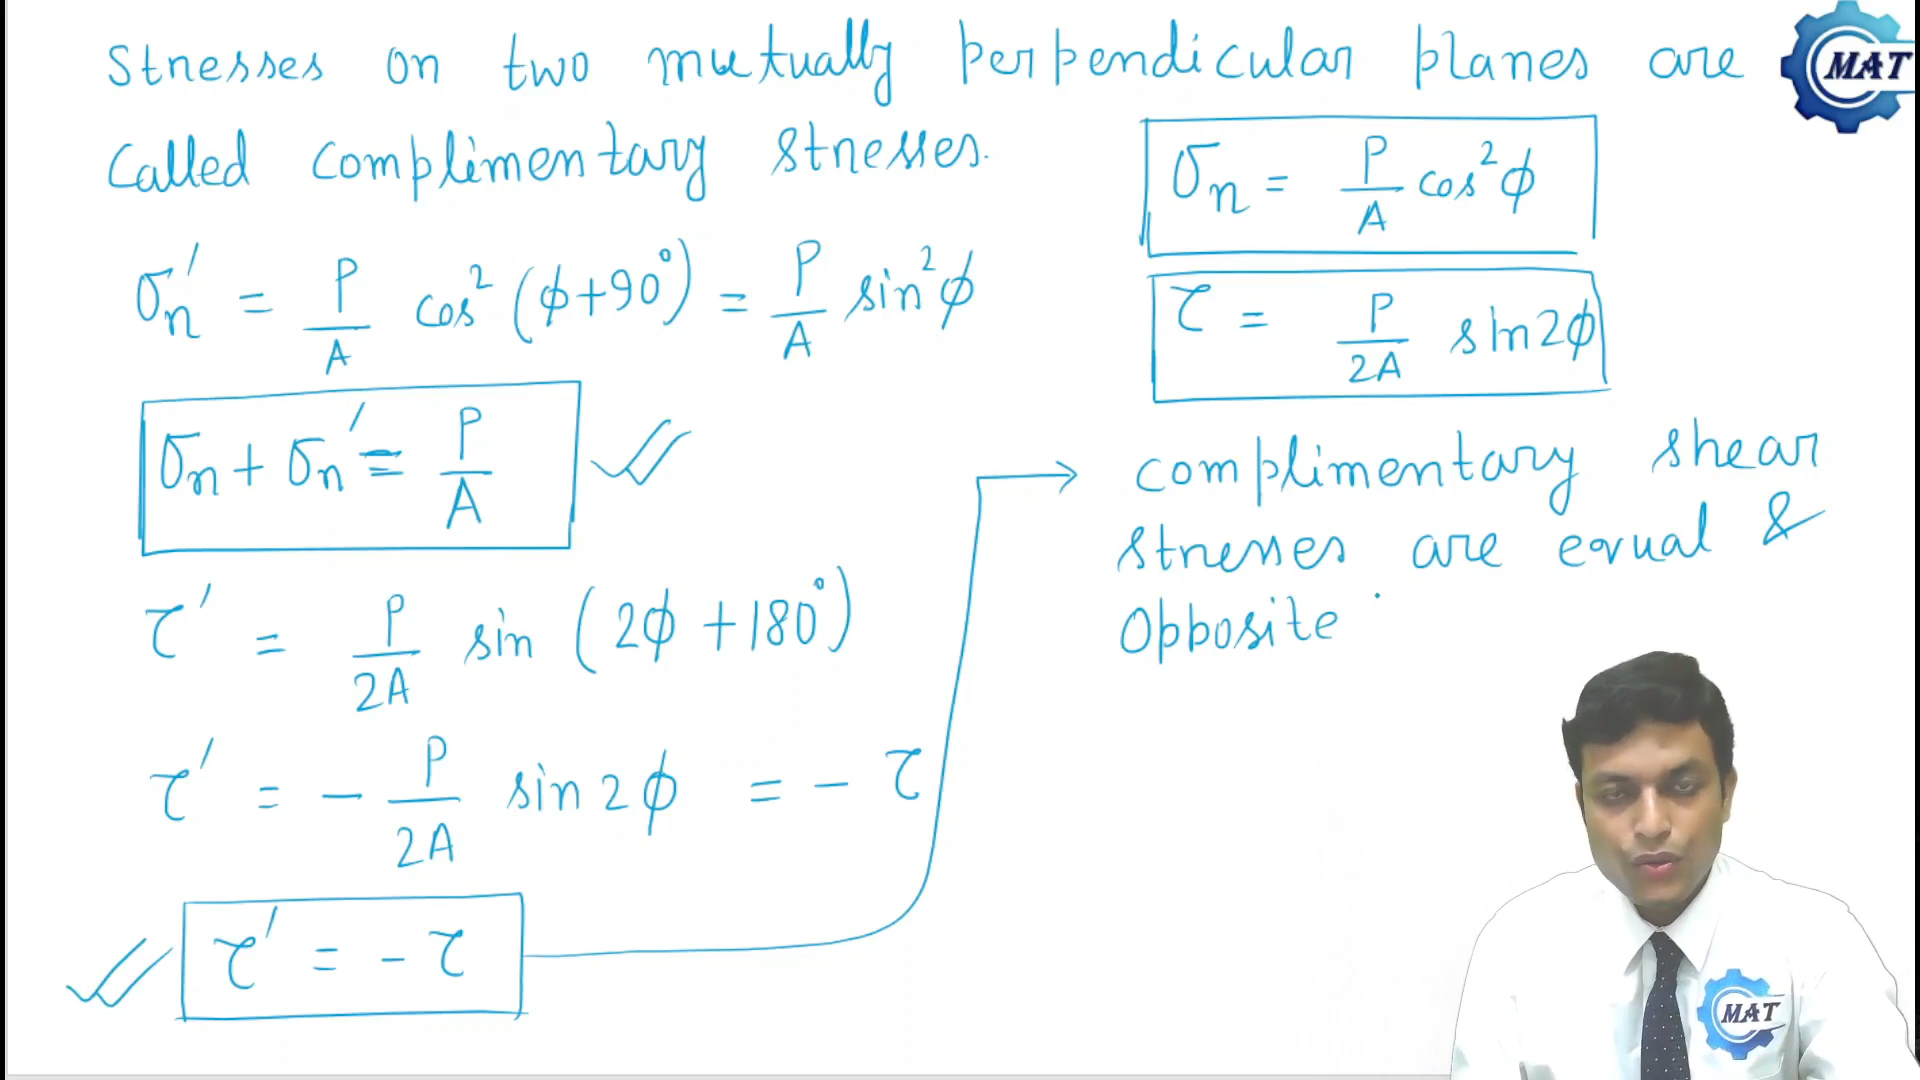 Stresses on two mutually perpendicular planes are
Called complimentary stresses.
σn' = P/A cos² (ϕ+90°) = P/A sin²ϕ
σn + σn' = P/A
τ' = P/2A sin (2ϕ + 180°)
τ' = - P/2A sin 2ϕ = - τ
τ' = - τ
σn = P/A cos²ϕ
τ = P/2A sin2ϕ
complimentary shear
stresses are equal &
opposite
MAT
MAT